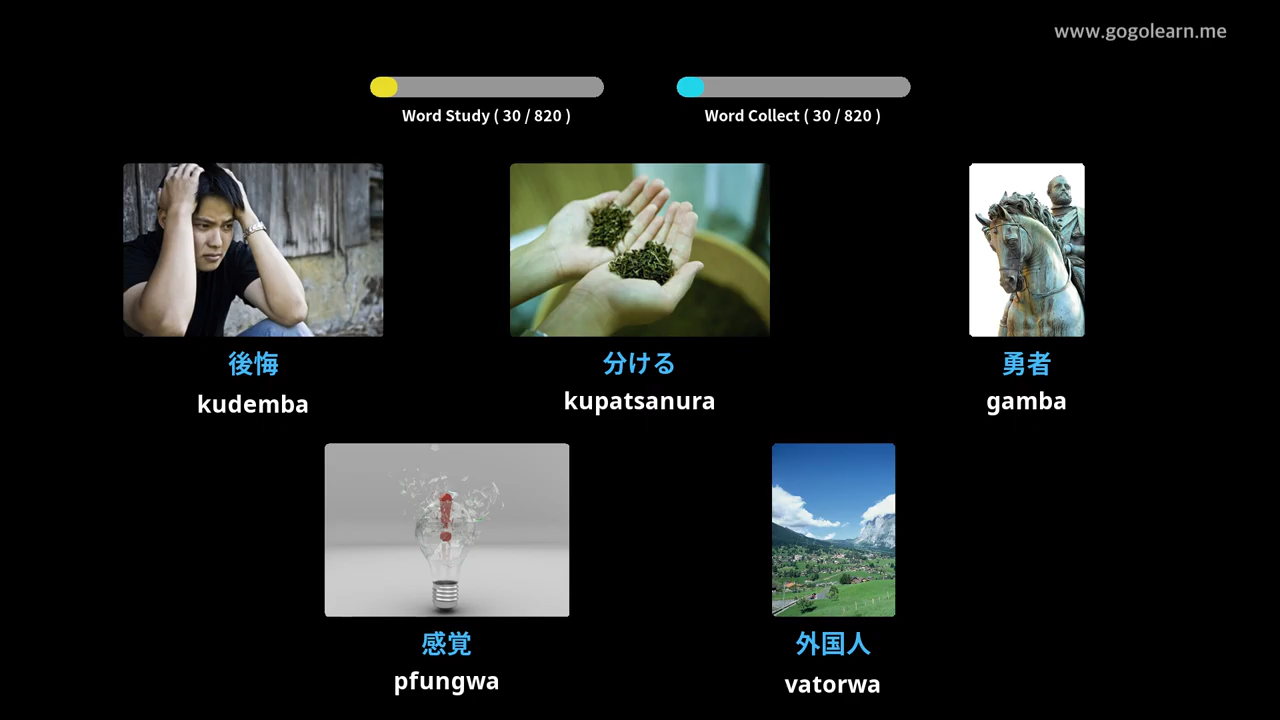 www.gogolearn.me
Word Study ( 30 / 820 )
Word Collect ( 30 / 820 )
後悔
kudemba
分ける
kupatsanura
勇者
gamba
感覚
pfungwa
外国人
vatorwa